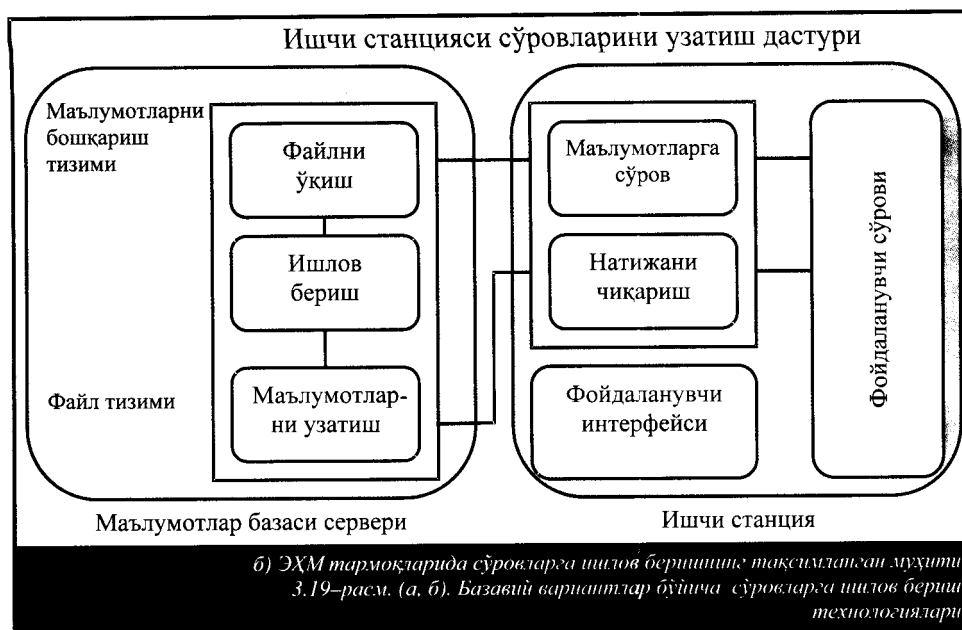 Ишчи станцияси сўровларини узатиш дастури
Маълумотларни
бошқариш
тизими
Файл тизими
Файлни
ўқиш
Ишлов
бериш
Маълумотлар-
ни узатиш
Маълумотларга
сўров
Натижани
чиқариш
Фойдаланувчи
интерфейси
Фойдаланувчи сўрови
Маълумотлар базаси сервери
Ишчи станция
б) ЭҲМ тармоқларида сўровларга ишлов беришнинг тақсимланган муҳити
3.19–расм. (а, б). Базавий вариантлар бўйича сўровларга ишлов бериш
технологиялари